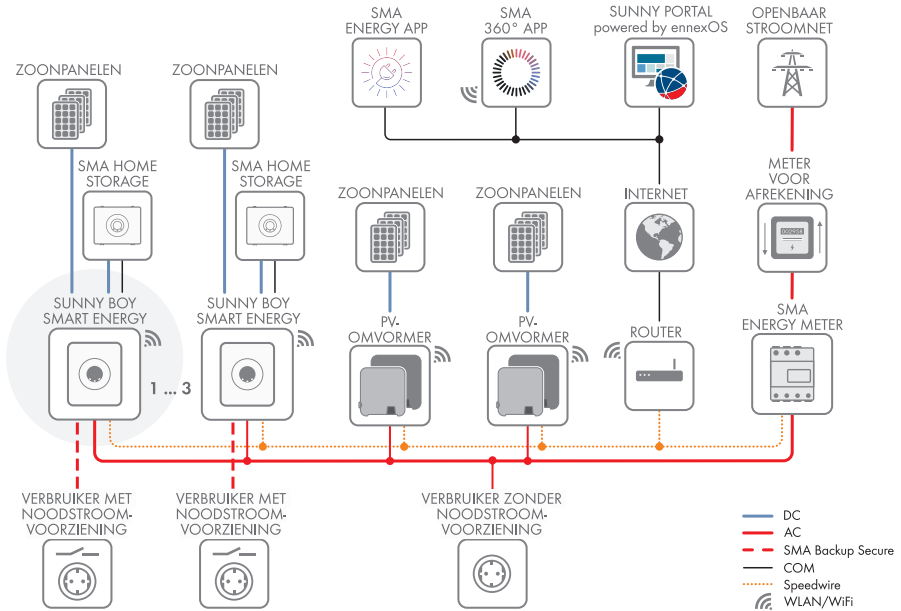 SMA
ENERGY APP
SMA
360° APP
SUNNY PORTAL
powered by ennexOS
OPENBAAR
STROOMNET
ZOONPANELEN
ZOONPANELEN
SMA HOME
STORAGE
SMA HOME
STORAGE
ZOONPANELEN
ZOONPANELEN
INTERNET
METER
VOOR
AFREKENING
SUNNY BOY
SMART ENERGY
SUNNY BOY
SMART ENERGY
PV-
OMVORMER
PV-
OMVORMER
ROUTER
SMA
ENERGY METER
1 ... 3
VERBRUIKER MET
NOODSTROOM-
VOORZIENING
VERBRUIKER MET
NOODSTROOM-
VOORZIENING
VERBRUIKER ZONDER
NOODSTROOM-
VOORZIENING
DC
AC
SMA Backup Secure
COM
Speedwire
WLAN/WiFi